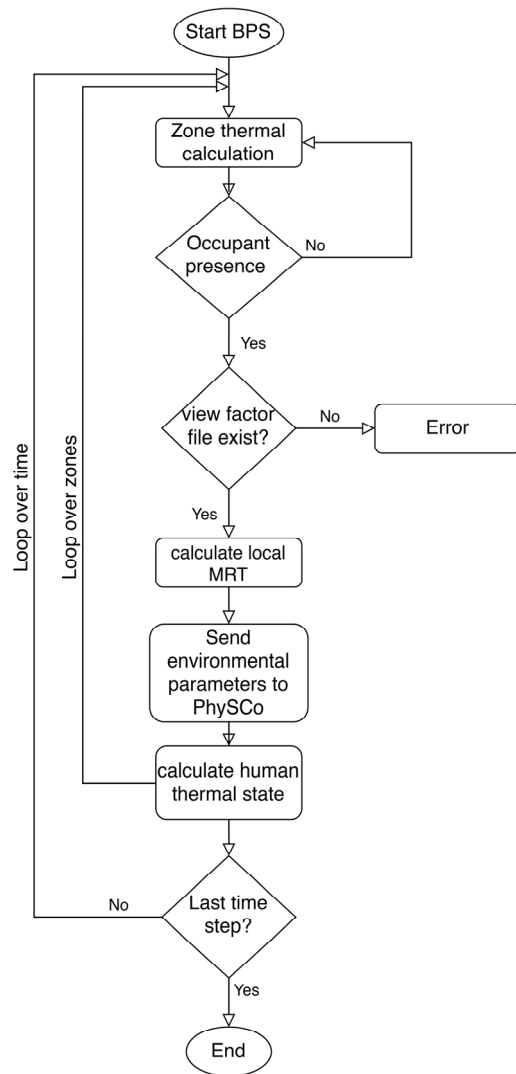 Start BPS
Zone thermal
calculation
Occupant
presence
No
Yes
view factor
file exist?
No
Error
Yes
calculate local
MRT
Send
environmental
parameters to
PhySCo
calculate human
thermal state
Loop over time
Loop over zones
Last time
step?
No
Yes
End